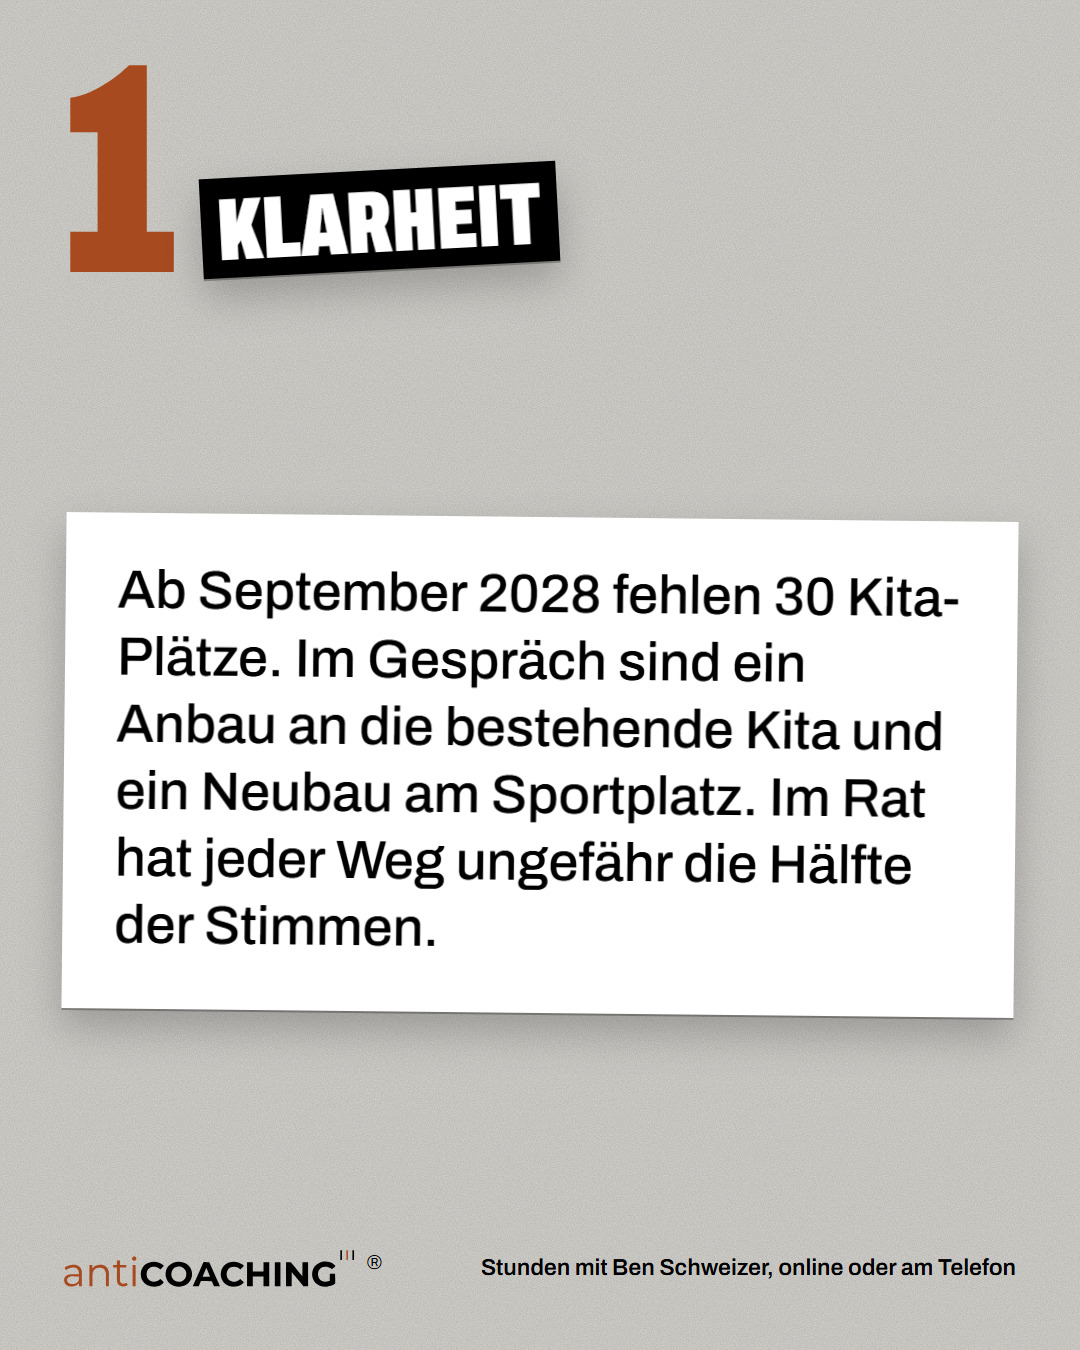 1
KLARHEIT
Ab September 2028 fehlen 30 Kita-
Plätze. Im Gespräch sind ein
Anbau an die bestehende Kita und
ein Neubau am Sportplatz. Im Rat
hat jeder Weg ungefähr die Hälfte
der Stimmen.
antiCOACHING ®
Stunden mit Ben Schweizer, online oder am Telefon